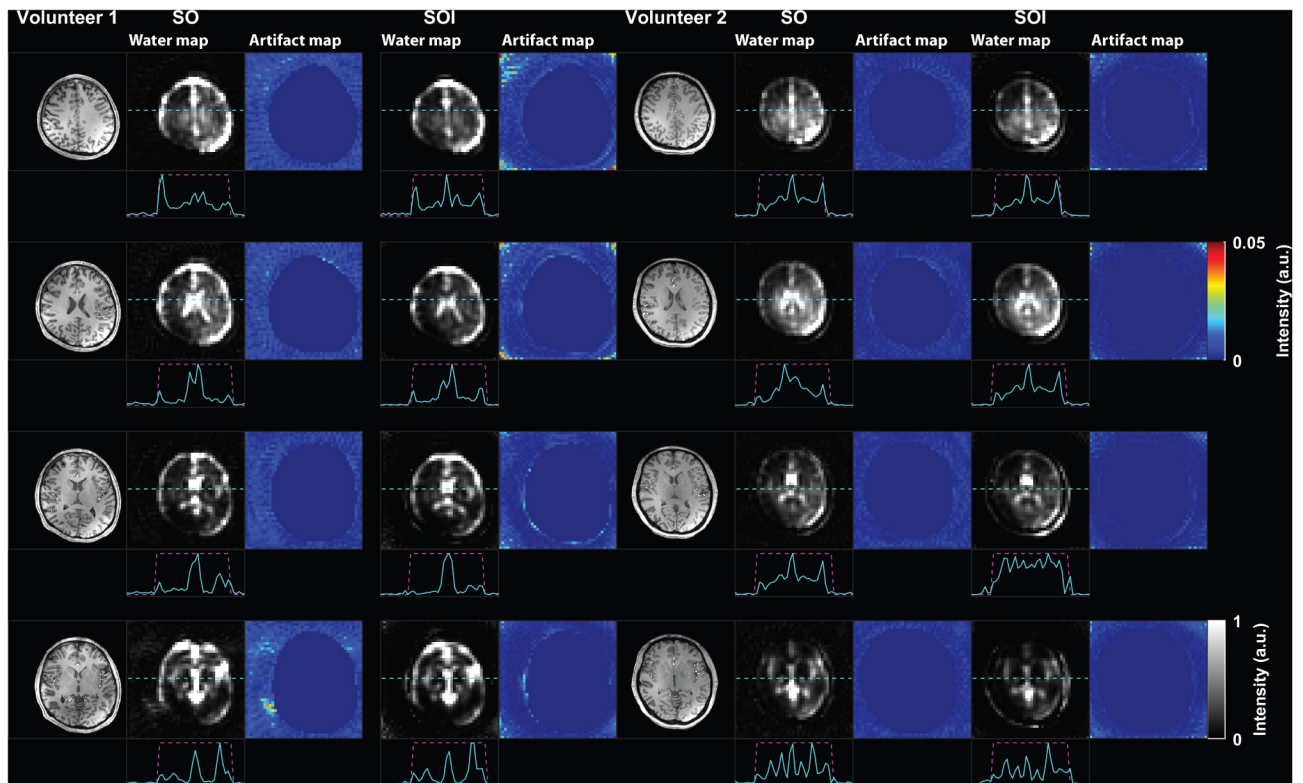 Volunteer 1 SO SOI Volunteer 2 SO SOI
Water map Artifact map Water map Artifact map Water map Artifact map Water map Artifact map
0.05
Intensity (a.u.)
0
1
Intensity (a.u.)
0